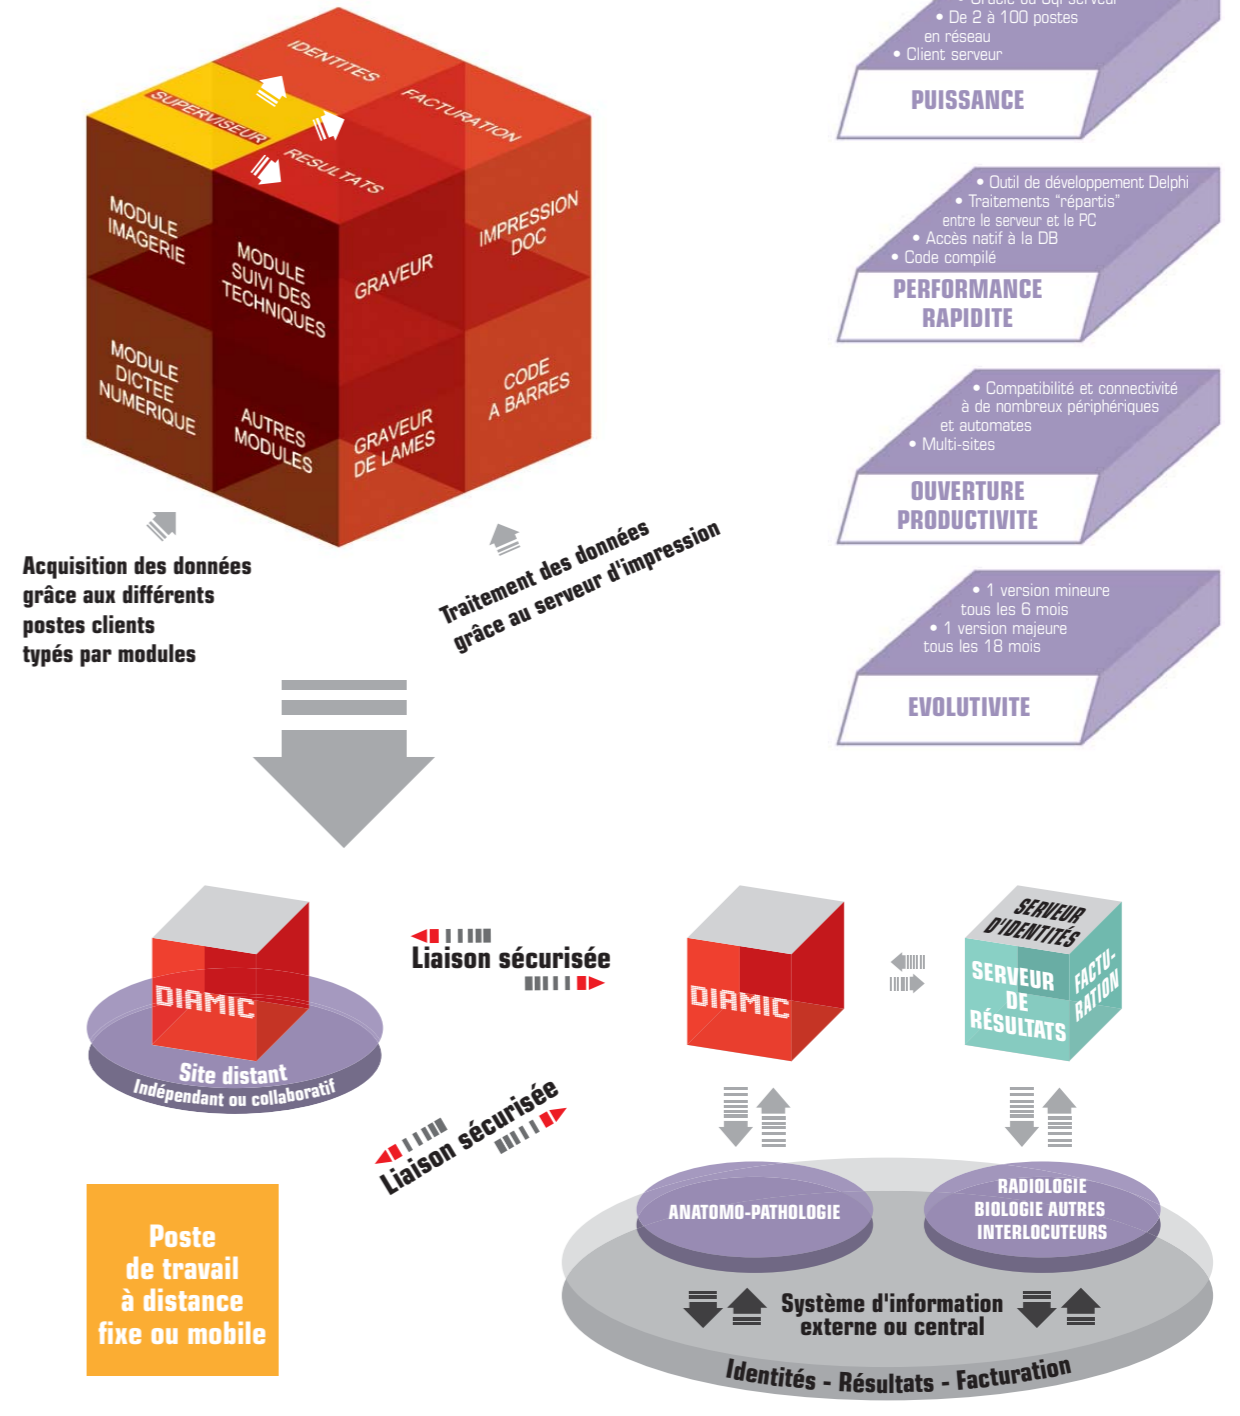 IDENTITES
FACTURATION
SUPERVISEUR
RESULTATS
MODULE
IMAGERIE
MODULE
SUIVI DES
TECHNIQUES
GRAVEUR
IMPRESSION
DOC
MODULE
DICTEE
NUMERIQUE
AUTRES
MODULES
GRAVEUR
DE LAMES
CODE
A BARRES
Acquisition des données
grâce aux différents
postes clients
typés par modules
Traitement des données
grâce au serveur d'impression
• De 2 à 100 postes
en réseau
• Client serveur
PUISSANCE
• Outil de développement Delphi
• Traitements "répartis"
entre le serveur et le PC
• Accès natif à la DB
• Code compilé
PERFORMANCE
RAPIDITE
• Compatibilité et connectivité
à de nombreux périphériques
et automates
• Multi-sites
OUVERTURE
PRODUCTIVITE
• 1 version mineure
tous les 6 mois
• 1 version majeure
tous les 18 mois
EVOLUTIVITE
DIAMIC
Site distant
Indépendant ou collaboratif
Liaison sécurisée
Liaison sécurisée
DIAMIC
SERVEUR
D'IDENTITÉS
SERVEUR
DE
RÉSULTATS
FACTU-
RATION
Poste
de travail
à distance
fixe ou mobile
ANATOMO-PATHOLOGIE
RADIOLOGIE
BIOLOGIE AUTRES
INTERLOCUTEURS
Système d'information
externe ou central
Identités - Résultats - Facturation